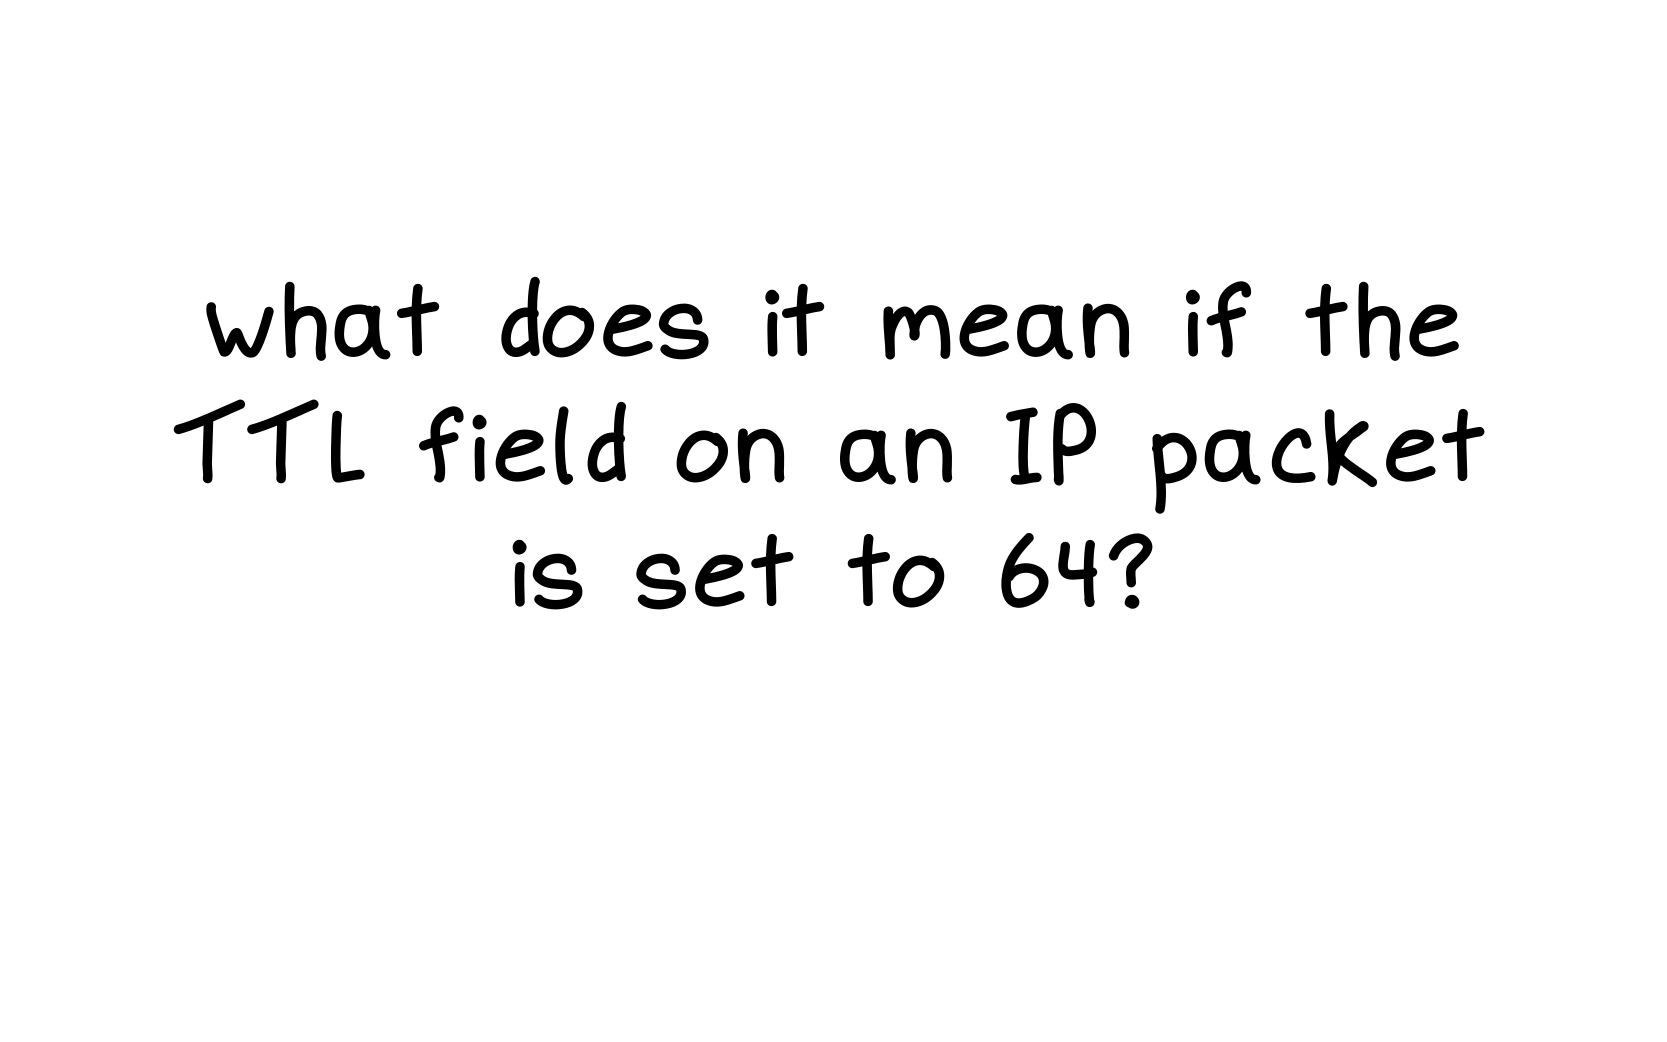 what does it mean if the
TTL field on an IP packet
is set to 64?